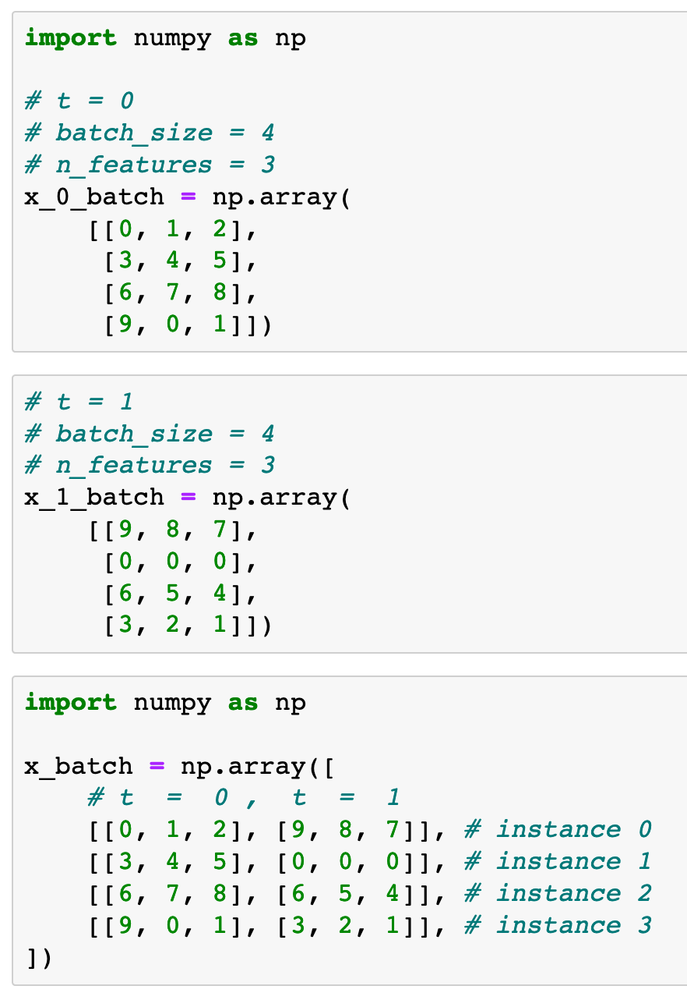 import numpy as np
# t = 0
# batch_size = 4
# n_features = 3
x_0_batch = np.array(
    [[0, 1, 2],
     [3, 4, 5],
     [6, 7, 8],
     [9, 0, 1]])
# t = 1
# batch_size = 4
# n_features = 3
x_1_batch = np.array(
    [[9, 8, 7],
     [0, 0, 0],
     [6, 5, 4],
     [3, 2, 1]])
import numpy as np
x_batch = np.array([
    # t  =  0 ,  t  =  1
    [[0, 1, 2], [9, 8, 7]], # instance 0
    [[3, 4, 5], [0, 0, 0]], # instance 1
    [[6, 7, 8], [6, 5, 4]], # instance 2
    [[9, 0, 1], [3, 2, 1]], # instance 3
])